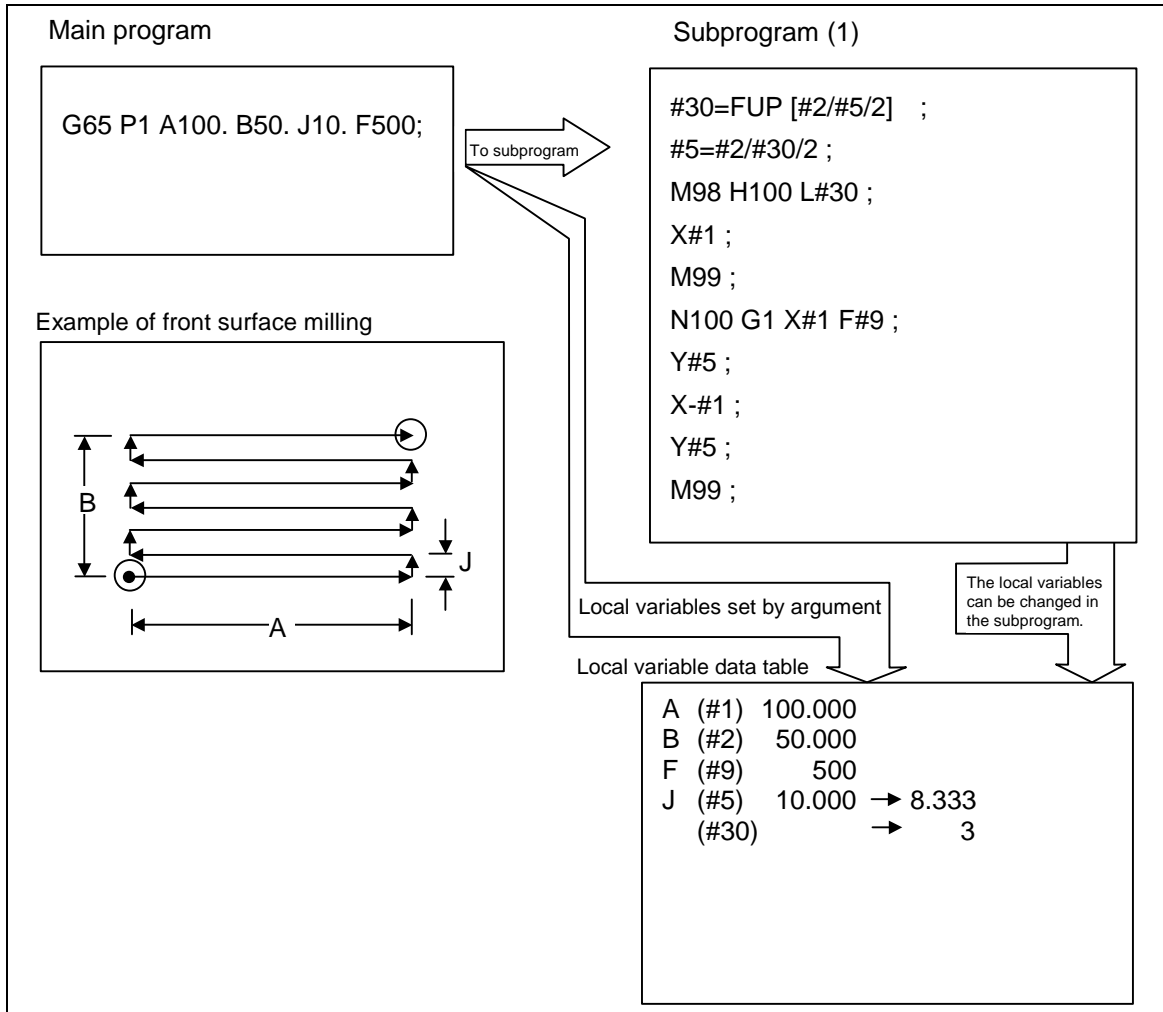 Main program
G65 P1 A100. B50. J10. F500;
To subprogram
Subprogram (1)
#30=FUP [#2/#5/2] ;
#5=#2/#30/2 ;
M98 H100 L#30 ;
X#1 ;
M99 ;
N100 G1 X#1 F#9 ;
Y#5 ;
X-#1 ;
Y#5 ;
M99 ;
Example of front surface milling
B
J
A
Local variables set by argument
The local variables
can be changed in
the subprogram.
Local variable data table
A (#1) 100.000
B (#2) 50.000
F (#9) 500
J (#5) 10.000 → 8.333
(#30) → 3